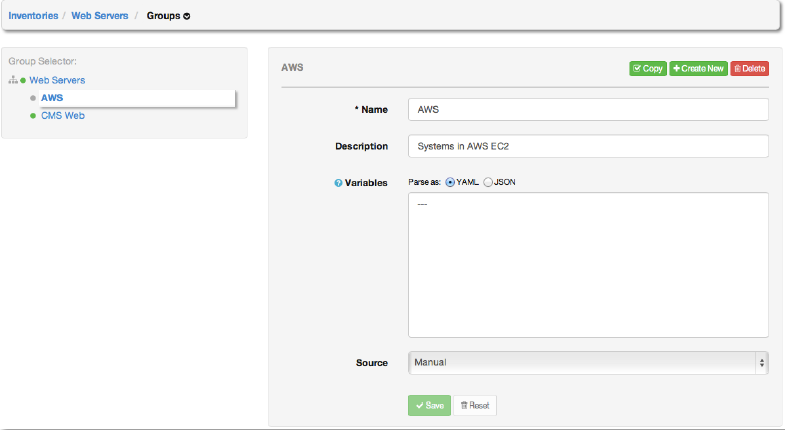 Inventories / Web Servers / Groups
Group Selector:
Web Servers
AWS
CMS Web
AWS
Copy
Create New
Delete
* Name
AWS
Description
Systems in AWS EC2
? Variables
Parse as: YAML JSON
---
Source
Manual
Save
Reset